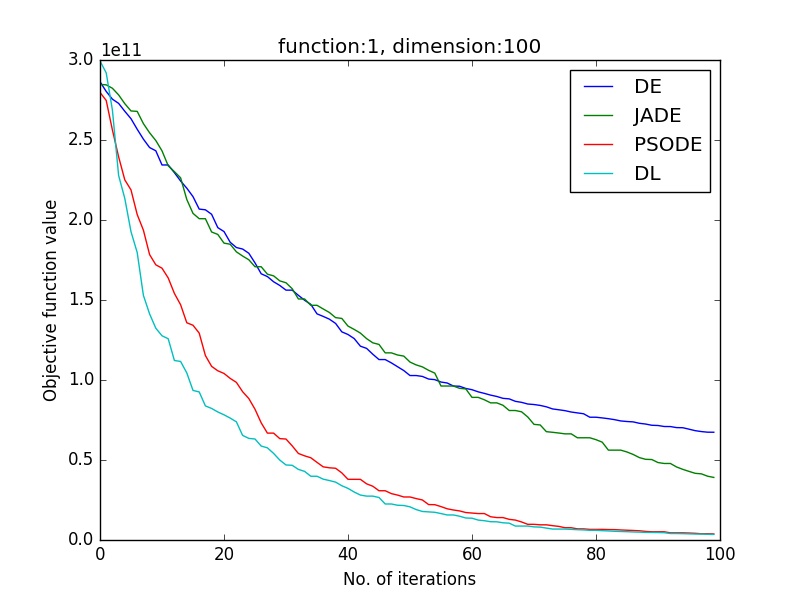 function:1, dimension:100
1e11
3.0
2.5
2.0
1.5
1.0
0.5
0.0
Objective function value
DE
JADE
PSODE
DL
0 20 40 60 80 100
No. of iterations